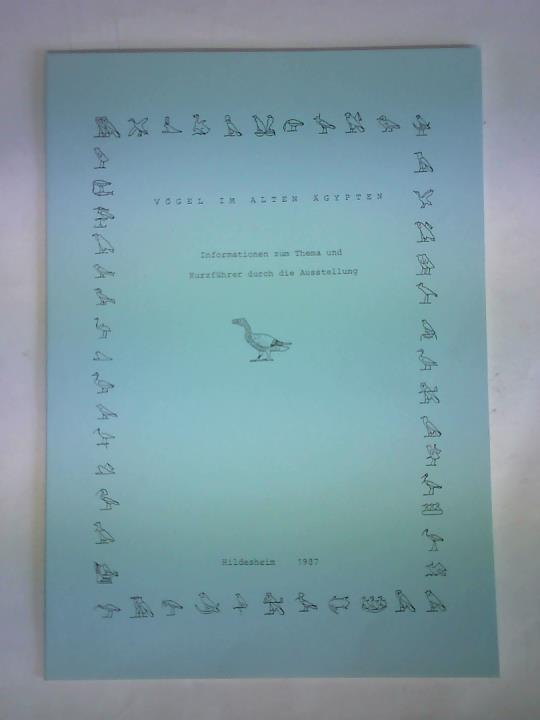 VÖGEL IM ALTEN ÄGYPTEN
Informationen zum Thema und
Kurzführer durch die Ausstellung
Hildesheim 1987